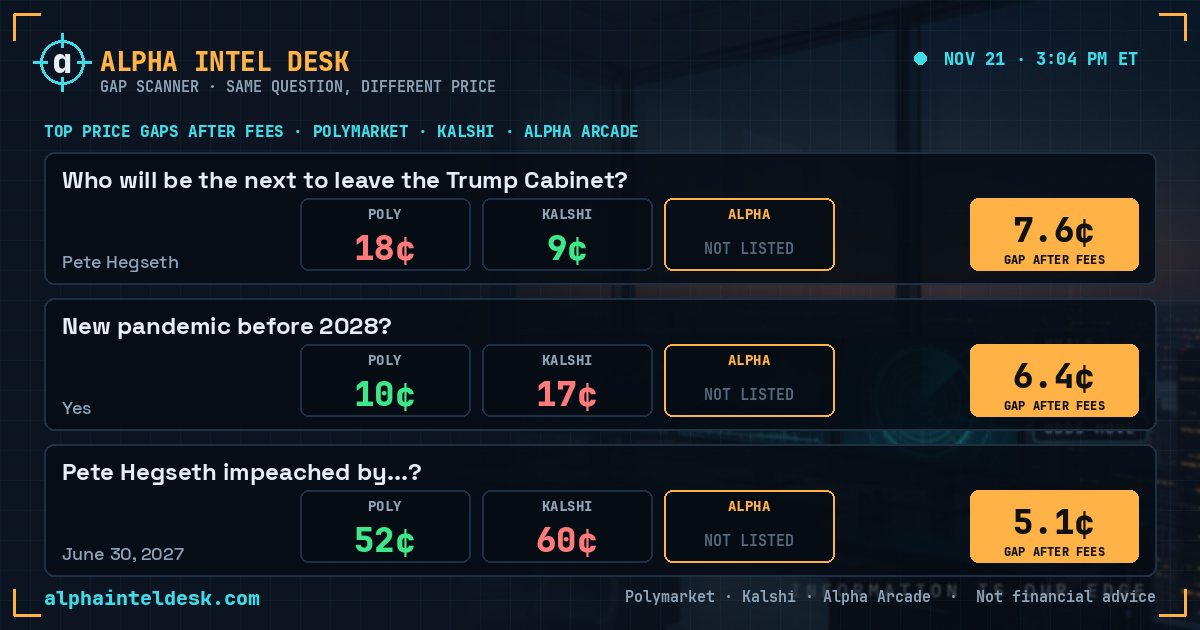 α
ALPHA INTEL DESK
NOV 21 · 3:04 PM ET
GAP SCANNER · SAME QUESTION, DIFFERENT PRICE
TOP PRICE GAPS AFTER FEES · POLYMARKET · KALSHI · ALPHA ARCADE
Who will be the next to leave the Trump Cabinet?
Pete Hegseth
POLY
18¢
KALSHI
9¢
ALPHA
NOT LISTED
7.6¢
GAP AFTER FEES
New pandemic before 2028?
Yes
POLY
10¢
KALSHI
17¢
ALPHA
NOT LISTED
6.4¢
GAP AFTER FEES
Pete Hegseth impeached by...?
June 30, 2027
POLY
52¢
KALSHI
60¢
ALPHA
NOT LISTED
5.1¢
GAP AFTER FEES
INFORMATION IS OUR EDGE
alphainteldesk.com
Polymarket · Kalshi · Alpha Arcade · Not financial advice